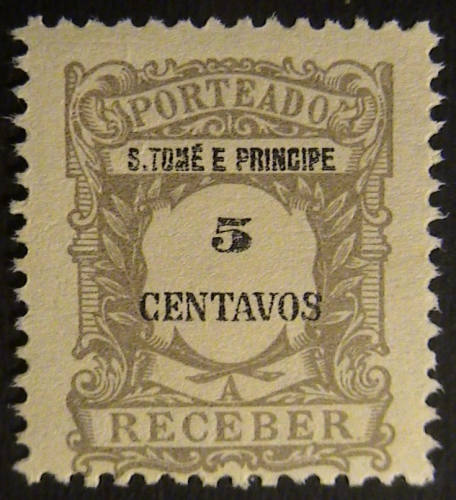 PORTEADO
S.TOMÉ E PRINCIPE
5
CENTAVOS
A
RECEBER